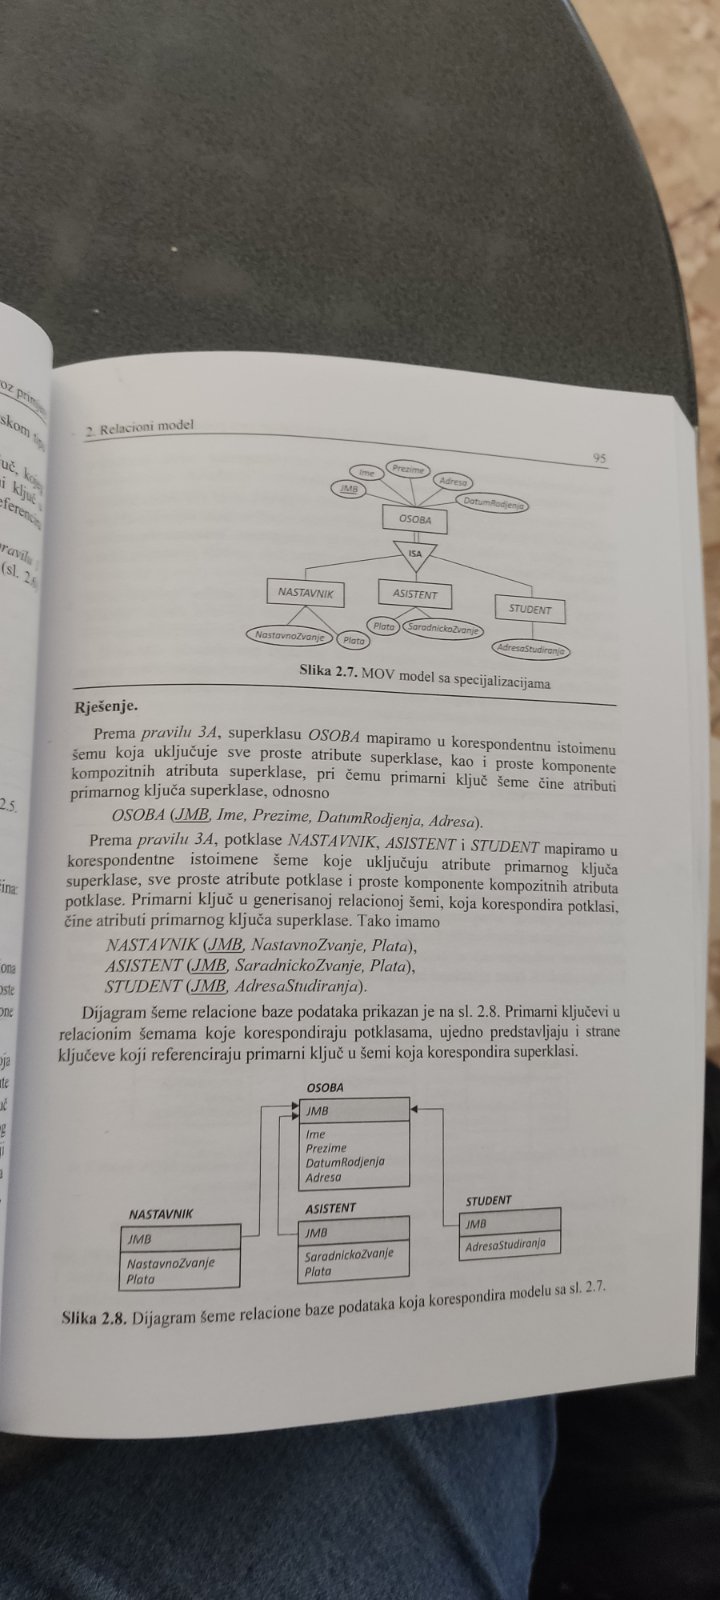 2. Relacioni model
95
Ime
Prezime
Adresa
JMB
DatumRodjenja
OSOBA
ISA
NASTAVNIK
ASISTENT
STUDENT
NastavnoZvanje
Plata
Plata
SaradnickoZvanje
AdresaStudiranja
Slika 2.7. MOV model sa specijalizacijama
Rješenje.
Prema pravilu 3A, superklasu OSOBA mapiramo u korespondentnu istoimenu
šemu koja uključuje sve proste atribute superklase, kao i proste komponente
kompozitnih atributa superklase, pri čemu primarni ključ šeme čine atributi
primarnog ključa superklase, odnosno
OSOBA (JMB, Ime, Prezime, DatumRodjenja, Adresa).
Prema pravilu 3A, potklase NASTAVNIK, ASISTENT i STUDENT mapiramo u
korespondentne istoimene šeme koje uključuju atribute primarnog ključa
superklase, sve proste atribute potklase i proste komponente kompozitnih atributa
potklase. Primarni ključ u generisanoj relacionoj šemi, koja korespondira potklasi,
čine atributi primarnog ključa superklase. Tako imamo
NASTAVNIK (JMB, NastavnoZvanje, Plata),
ASISTENT (JMB, SaradnickoZvanje, Plata),
STUDENT (JMB, AdresaStudiranja).
Dijagram šeme relacione baze podataka prikazan je na sl. 2.8. Primarni ključevi u
relacionim šemama koje korespondiraju potklasama, ujedno predstavljaju i strane
ključeve koji referenciraju primarni ključ u šemi koja korespondira superklasi.
OSOBA
JMB
Ime
Prezime
DatumRodjenja
Adresa
NASTAVNIK
JMB
NastavnoZvanje
Plata
ASISTENT
JMB
SaradnickoZvanje
Plata
STUDENT
JMB
AdresaStudiranja
Slika 2.8. Dijagram šeme relacione baze podataka koja korespondira modelu sa sl. 2.7.